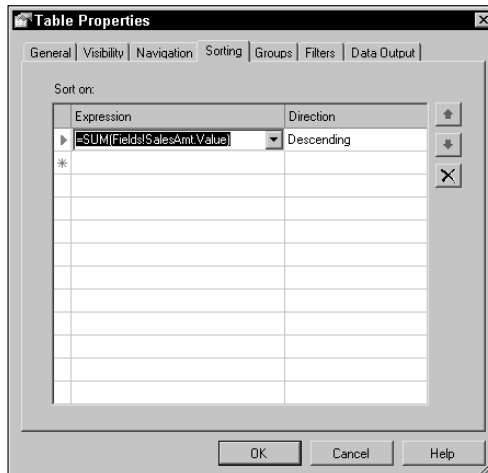 Table Properties
General Visibility Navigation Sorting Groups Filters Data Output
Sort on:
Expression Direction
=SUM(Fields!SalesAmt.Value) Descending
OK Cancel Help